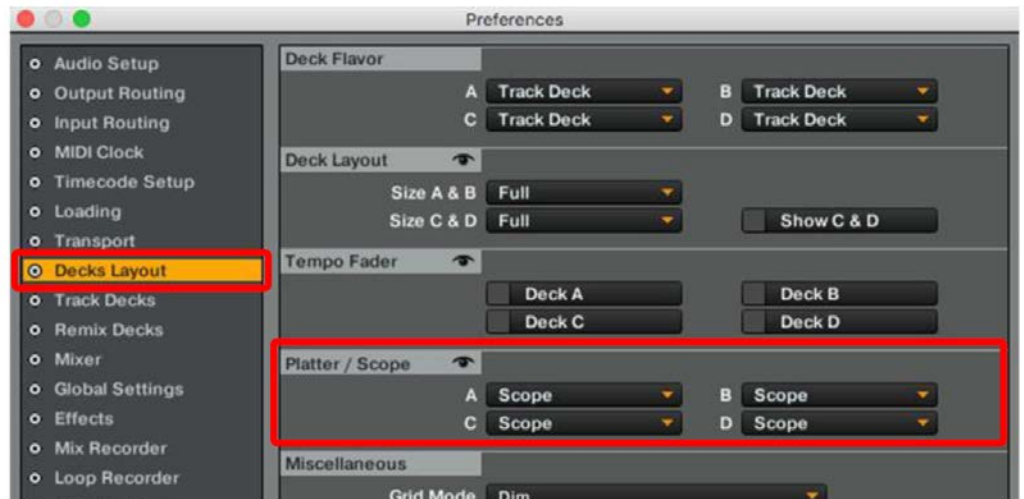 Preferences
Audio Setup
Output Routing
Input Routing
MIDI Clock
Timecode Setup
Loading
Transport
Decks Layout
Track Decks
Remix Decks
Mixer
Global Settings
Effects
Mix Recorder
Loop Recorder
Deck Flavor
A Track Deck B Track Deck
C Track Deck D Track Deck
Deck Layout
Size A & B Full
Size C & D Full Show C & D
Tempo Fader
Deck A Deck B
Deck C Deck D
Platter / Scope
A Scope B Scope
C Scope D Scope
Miscellaneous
Grid Mode Dim